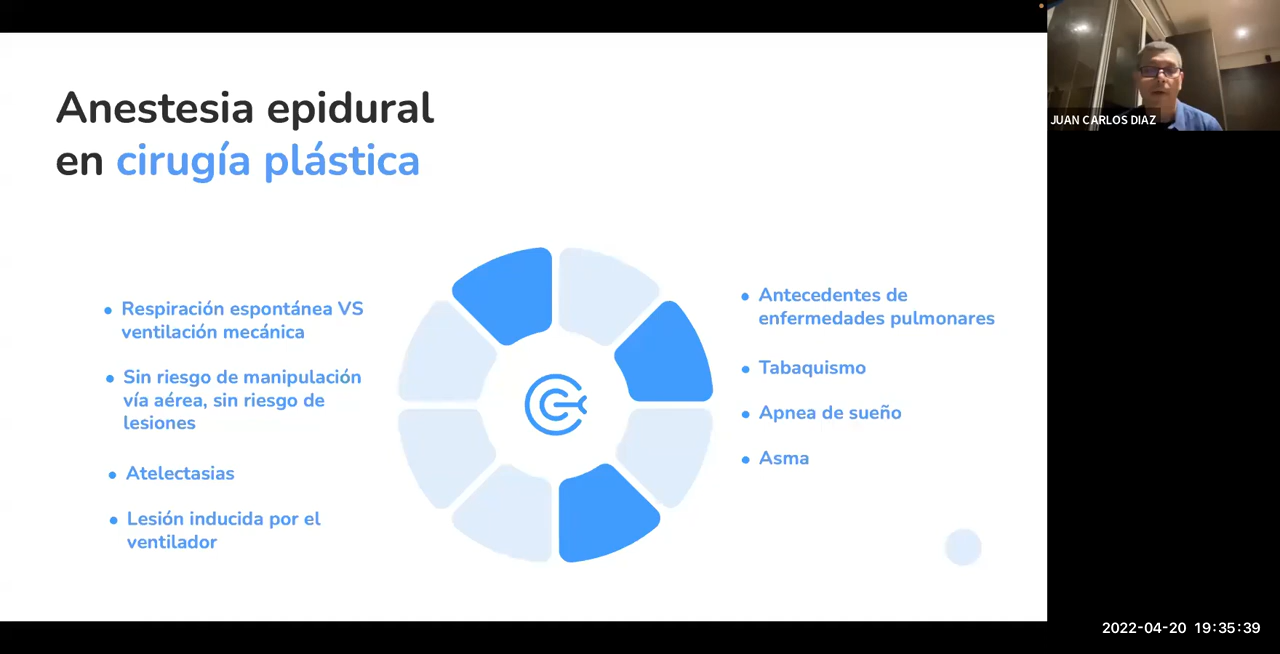 Anestesia epidural
en cirugía plástica
• Respiración espontánea VS
ventilación mecánica
• Sin riesgo de manipulación
vía aérea, sin riesgo de
lesiones
• Atelectasias
• Lesión inducida por el
ventilador
• Antecedentes de
enfermedades pulmonares
• Tabaquismo
• Apnea de sueño
• Asma
JUAN CARLOS DIAZ
2022-04-20 19:35:39